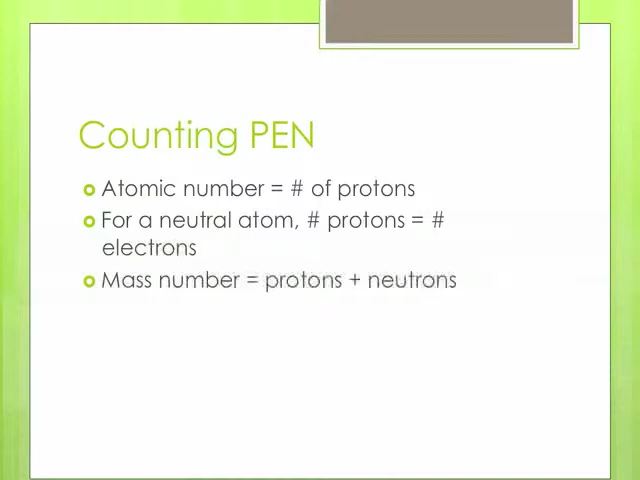 Counting PEN
Atomic number = # of protons
For a neutral atom, # protons = #
electrons
Mass number = protons + neutrons